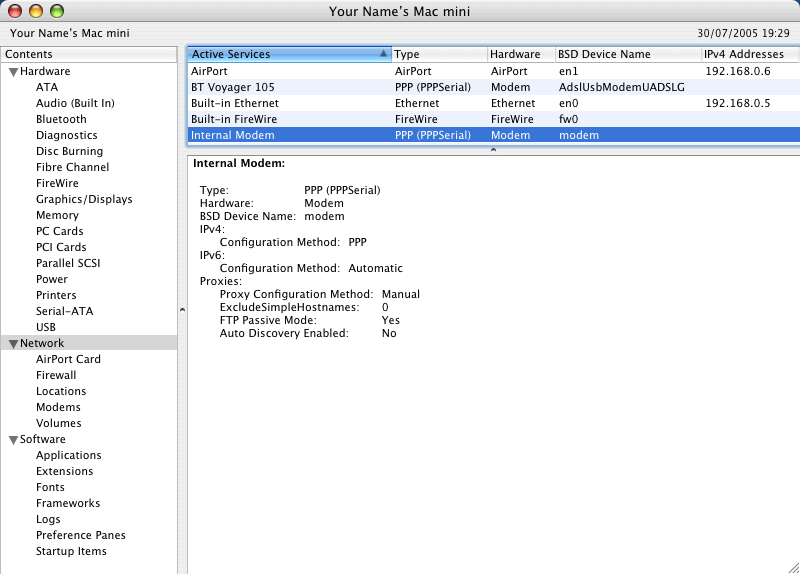 Your Name's Mac mini
Your Name's Mac mini 30/07/2005 19:29
Contents
Hardware
ATA
Audio (Built In)
Bluetooth
Diagnostics
Disc Burning
Fibre Channel
FireWire
Graphics/Displays
Memory
PC Cards
PCI Cards
Parallel SCSI
Power
Printers
Serial-ATA
USB
Network
AirPort Card
Firewall
Locations
Modems
Volumes
Software
Applications
Extensions
Fonts
Frameworks
Logs
Preference Panes
Startup Items
Active Services Type Hardware BSD Device Name IPv4 Addresses
AirPort AirPort AirPort en1 192.168.0.6
BT Voyager 105 PPP (PPPSerial) Modem AdslUsbModemUADSLG
Built-in Ethernet Ethernet Ethernet en0 192.168.0.5
Built-in FireWire FireWire FireWire fw0
Internal Modem PPP (PPPSerial) Modem modem
Internal Modem:
Type: PPP (PPPSerial)
Hardware: Modem
BSD Device Name: modem
IPv4:
Configuration Method: PPP
IPv6:
Configuration Method: Automatic
Proxies:
Proxy Configuration Method: Manual
ExcludeSimpleHostnames: 0
FTP Passive Mode: Yes
Auto Discovery Enabled: No